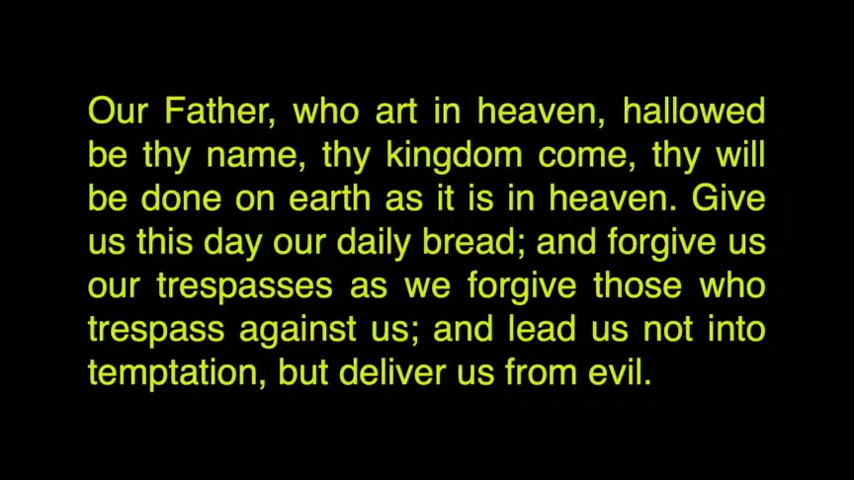 Our Father, who art in heaven, hallowed
be thy name, thy kingdom come, thy will
be done on earth as it is in heaven. Give
us this day our daily bread; and forgive us
our trespasses as we forgive those who
trespass against us; and lead us not into
temptation, but deliver us from evil.